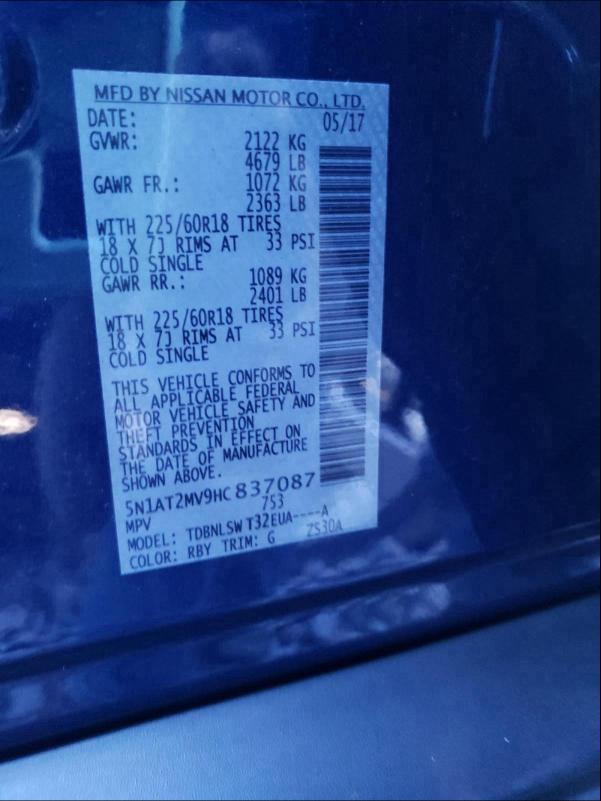 MFD BY NISSAN MOTOR CO., LTD.
DATE: 05/17
GVWR: 2122 KG
4679 LB
GAWR FR.: 1072 KG
2363 LB
WITH 225/60R18 TIRES
18 X 7J RIMS AT 33 PSI
COLD SINGLE
GAWR RR.: 1089 KG
2401 LB
WITH 225/60R18 TIRES
18 X 7J RIMS AT 33 PSI
COLD SINGLE
THIS VEHICLE CONFORMS TO
ALL APPLICABLE FEDERAL
MOTOR VEHICLE SAFETY AND
THEFT PREVENTION
STANDARDS IN EFFECT ON
THE DATE OF MANUFACTURE
SHOWN ABOVE.
5N1AT2MV9HC837087
MPV 753
MODEL: TDBNLSW T32EUA----A
COLOR: RBY TRIM: G ZS30A